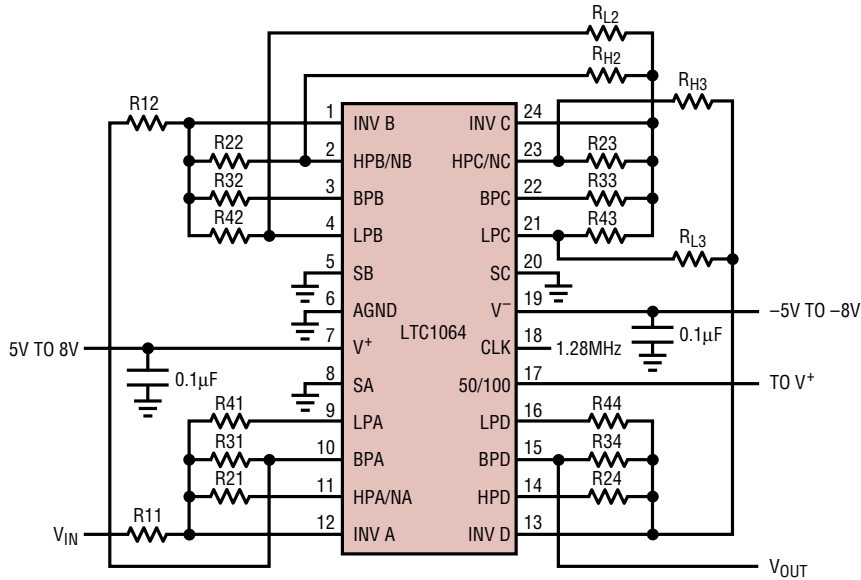 RL2
RH2
RH3
R12
1 INV B INV C 24
R22 2 HPB/NB HPC/NC 23 R23
R32 3 BPB BPC 22 R33
R42 4 LPB LPC 21 R43
RL3
5 SB SC 20
6 AGND V– 19 –5V TO –8V
LTC1064
0.1µF
5V TO 8V 7 V+ CLK 18 1.28MHz
0.1µF
8 SA 50/100 17 TO V+
R41 9 LPA LPD 16 R44
R31 10 BPA BPD 15 R34
R21 11 HPA/NA HPD 14 R24
VIN R11 12 INV A INV D 13
VOUT